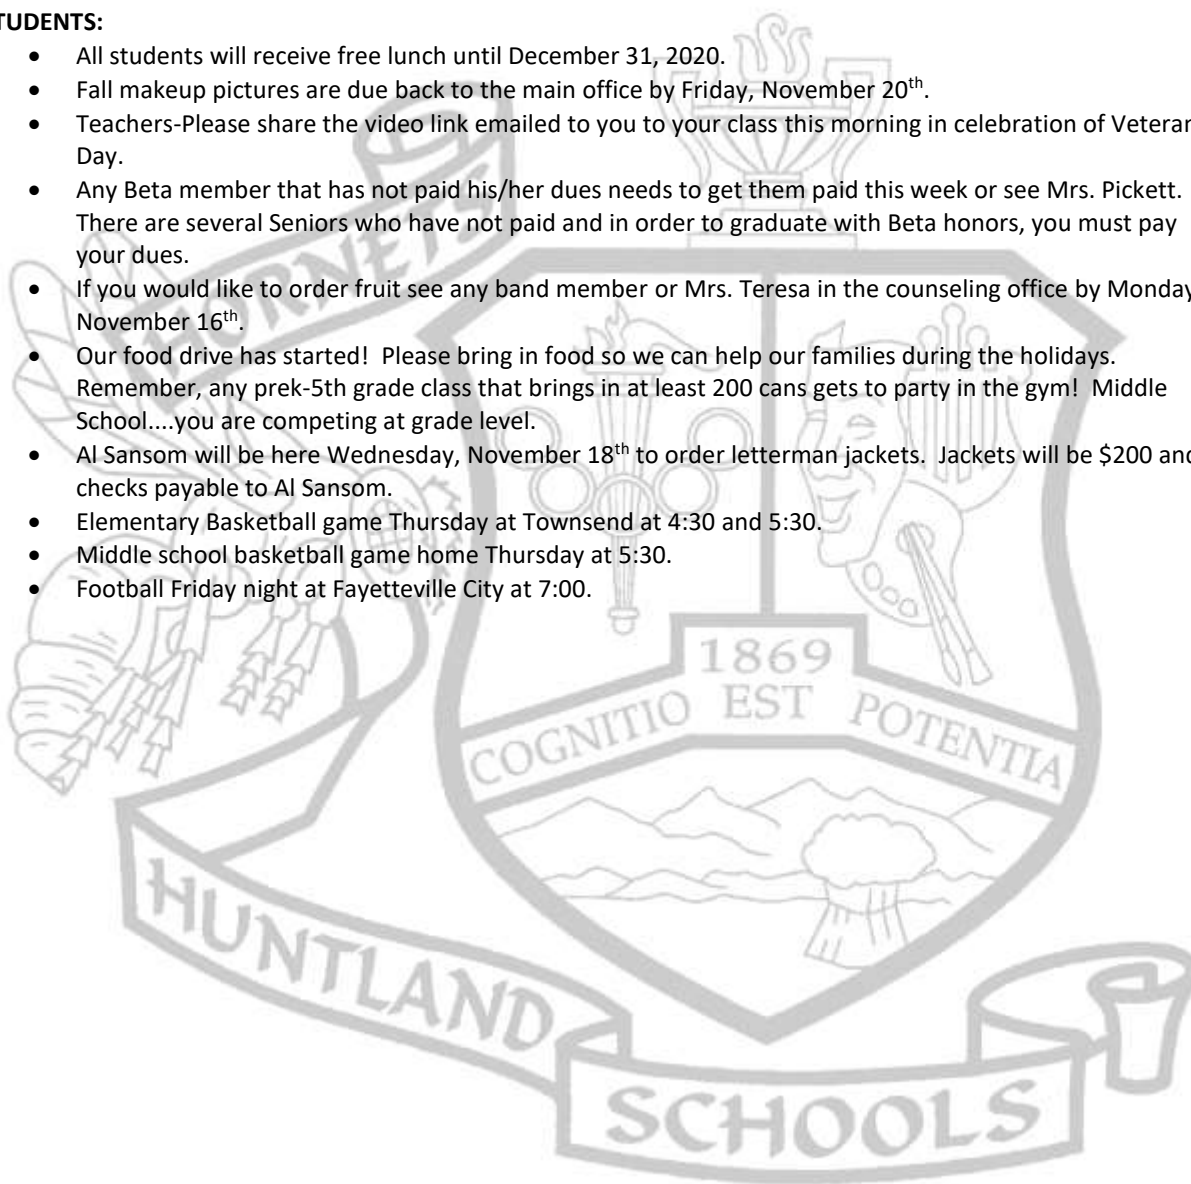 TUDENTS:
• All students will receive free lunch until December 31, 2020.
• Fall makeup pictures are due back to the main office by Friday, November 20th.
• Teachers-Please share the video link emailed to you to your class this morning in celebration of Veteran
Day.
• Any Beta member that has not paid his/her dues needs to get them paid this week or see Mrs. Pickett.
There are several Seniors who have not paid and in order to graduate with Beta honors, you must pay
your dues.
• If you would like to order fruit see any band member or Mrs. Teresa in the counseling office by Monday
November 16th.
• Our food drive has started!  Please bring in food so we can help our families during the holidays.
Remember, any prek-5th grade class that brings in at least 200 cans gets to party in the gym!  Middle
School....you are competing at grade level.
• Al Sansom will be here Wednesday, November 18th to order letterman jackets.  Jackets will be $200 and
checks payable to Al Sansom.
• Elementary Basketball game Thursday at Townsend at 4:30 and 5:30.
• Middle school basketball game home Thursday at 5:30.
• Football Friday night at Fayetteville City at 7:00.
HORNETS
1869
COGNITIO EST POTENTIA
HUNTLAND
SCHOOLS